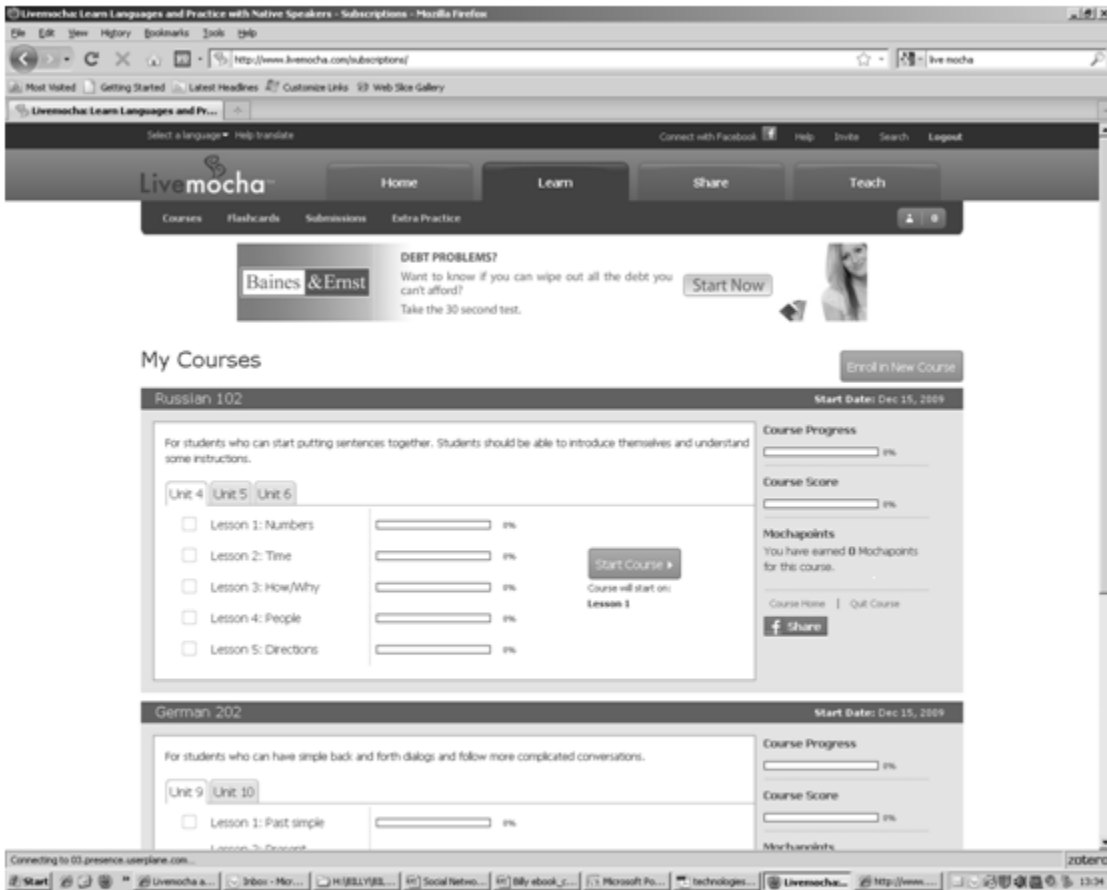 Livemocha: Learn Languages and Practice with Native Speakers - Subscriptions - Mozilla Firefox
File Edit View History Bookmarks Tools Help
http://www.livemocha.com/subscriptions/ live mocha
Most Visited Getting Started Latest Headlines Customize Links Web Slice Gallery
Livemocha: Learn Languages and Pr...
Select a language Help translate Connect with Facebook Help Invite Search Logout
Livemocha Home Learn Share Teach
Courses Flashcards Submissions Extra Practice 0
DEBT PROBLEMS?
Baines & Ernst Want to know if you can wipe out all the debt you
can't afford? Start Now
Take the 30 second test.
My Courses
Enroll in New Course
Russian 102 Start Date: Dec 15, 2009
For students who can start putting sentences together. Students should be able to introduce themselves and understand
some instructions.
Unit 4 Unit 5 Unit 6
Lesson 1: Numbers 0%
Lesson 2: Time 0%
Lesson 3: How/Why 0%
Lesson 4: People 0%
Lesson 5: Directions 0%
Start Course
Course will start on:
Lesson 1
Course Progress
0%
Course Score
0%
Mochapoints
You have earned 0 Mochapoints
for this course.
Course Home | Quit Course
f Share
German 202 Start Date: Dec 15, 2009
For students who can have simple back and forth dialogs and follow more complicated conversations.
Unit 9 Unit 10
Lesson 1: Past simple 0%
Lesson 2: Present
Course Progress
0%
Course Score
0%
Mochapoints
Connecting to 03.presence.userplane.com... zotero
Start Livemocha a... Inbox - Micr... Social Netwo... Billy ebook_c... Microsoft Po... technologies... Livemocha:... http://www.... 13:34